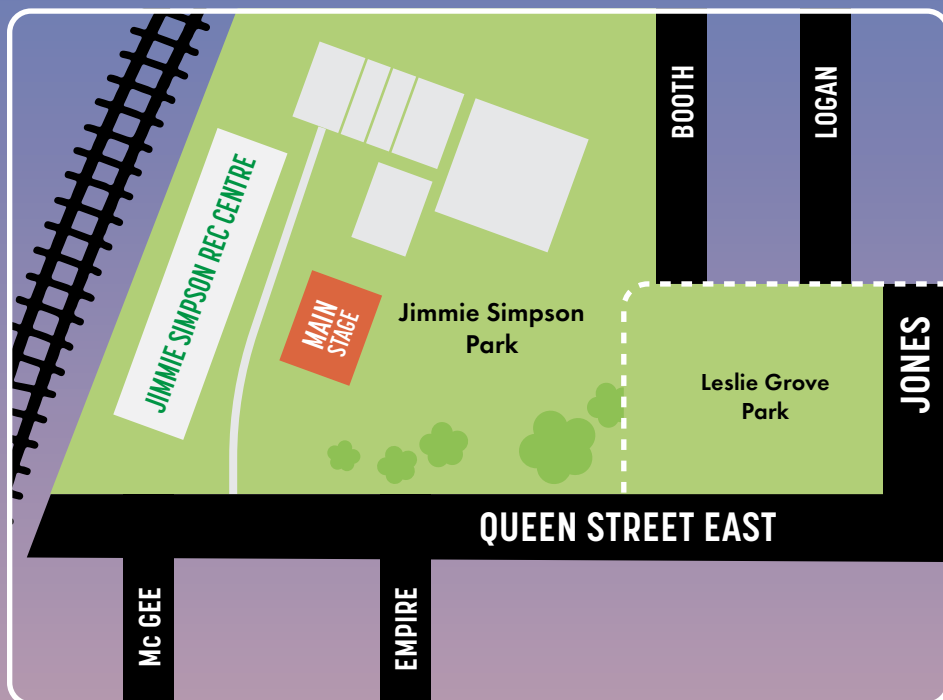 BOOTH
LOGAN
JIMMIE SIMPSON REC CENTRE
MAIN
STAGE
Jimmie Simpson
Park
Leslie Grove
Park
JONES
QUEEN STREET EAST
Mc GEE
EMPIRE